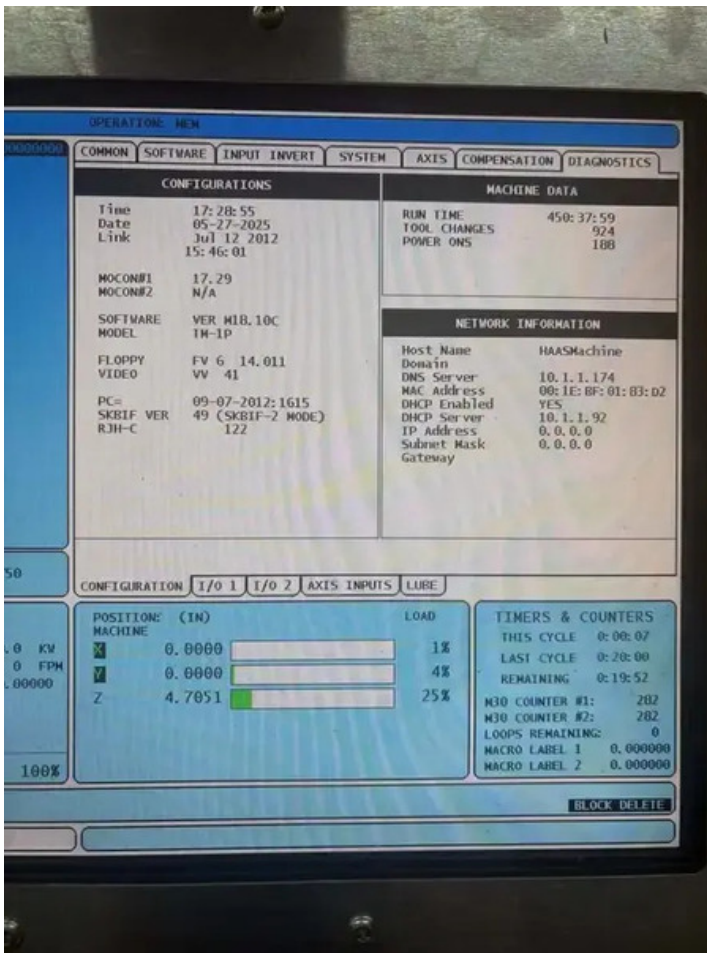 OPERATION: MEM
COMMON SOFTWARE INPUT INVERT SYSTEM AXIS COMPENSATION DIAGNOSTICS
CONFIGURATIONS
Time 17:28:55
Date 05-27-2025
Link Jul 12 2012
15:46:01
MOCON#1 17.29
MOCON#2 N/A
SOFTWARE VER M18.10C
MODEL TM-1P
FLOPPY FV 6 14.011
VIDEO VV 41
PC= 09-07-2012:1615
SKBIF VER 49 (SKBIF-2 MODE)
RJH-C 122
MACHINE DATA
RUN TIME 450:37:59
TOOL CHANGES 924
POWER ONS 188
NETWORK INFORMATION
Host Name HAASMachine
Domain
DNS Server 10.1.1.174
MAC Address 00:1E:BF:01:83:D2
DHCP Enabled YES
DHCP Server 10.1.1.92
IP Address 0.0.0.0
Subnet Mask 0.0.0.0
Gateway
CONFIGURATION I/O 1 I/O 2 AXIS INPUTS LUBE
50
.0 KW
0 FPM
.00000
100%
POSITION: (IN) LOAD
MACHINE
X 0.0000 1%
Y 0.0000 4%
Z 4.7051 25%
TIMERS & COUNTERS
THIS CYCLE 0:00:07
LAST CYCLE 0:20:00
REMAINING 0:19:52
M30 COUNTER #1: 282
M30 COUNTER #2: 282
LOOPS REMAINING: 0
MACRO LABEL 1 0.000000
MACRO LABEL 2 0.000000
BLOCK DELETE